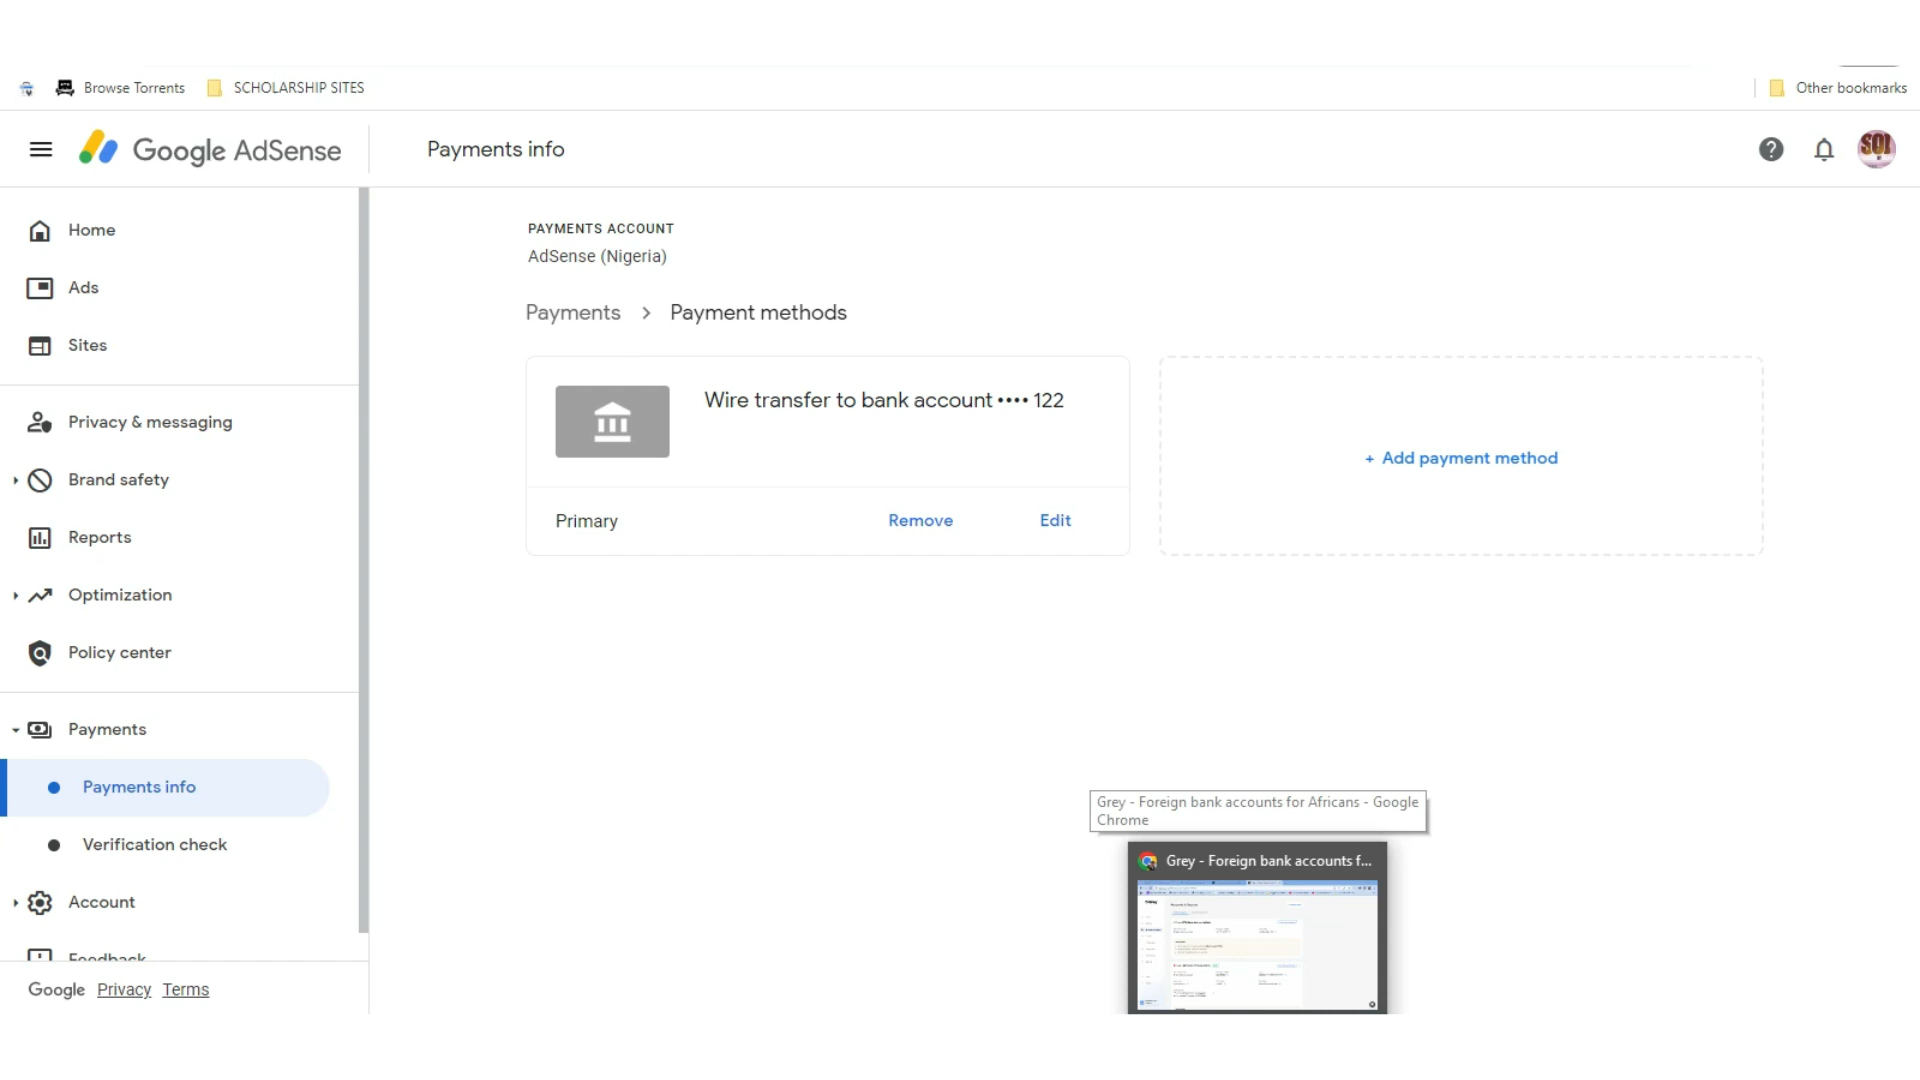 Browse Torrents
SCHOLARSHIP SITES
Other bookmarks
Google AdSense
Payments info
SOI
Home
Ads
Sites
Privacy & messaging
Brand safety
Reports
Optimization
Policy center
Payments
Payments info
Verification check
Account
Feedback
Google Privacy Terms
PAYMENTS ACCOUNT
AdSense (Nigeria)
Payments > Payment methods
Wire transfer to bank account •••• 122
Primary
Remove
Edit
+ Add payment method
Grey - Foreign bank accounts for Africans - Google
Chrome
Grey - Foreign bank accounts f...